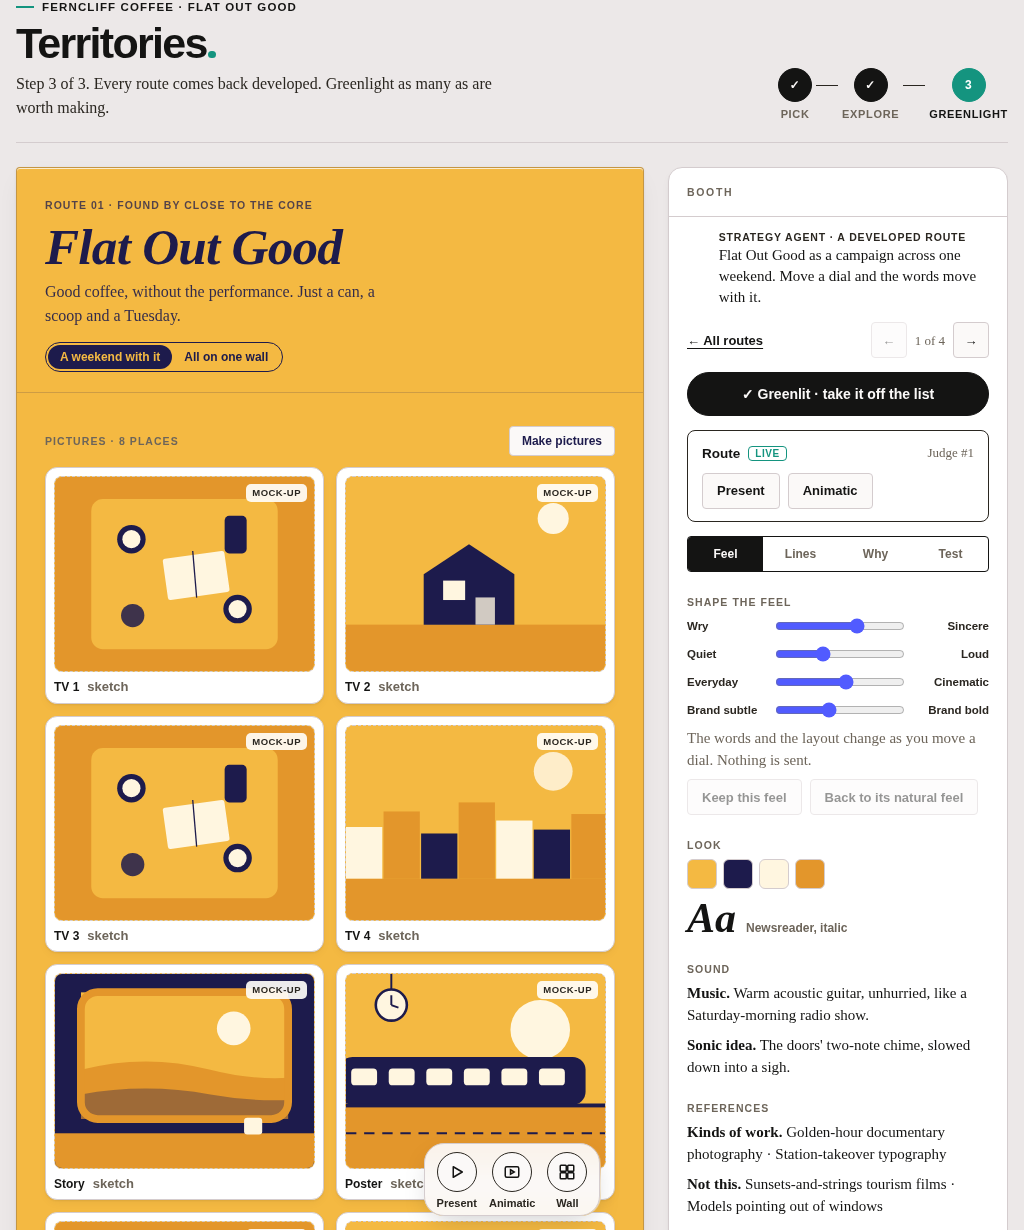 FERNCLIFF COFFEE · FLAT OUT GOOD
Territories.
Step 3 of 3. Every route comes back developed. Greenlight as many as are
worth making.
✓
✓
3
PICK
EXPLORE
GREENLIGHT
ROUTE 01 · FOUND BY CLOSE TO THE CORE
Flat Out Good
Good coffee, without the performance. Just a can, a
scoop and a Tuesday.
A weekend with it
All on one wall
PICTURES · 8 PLACES
Make pictures
MOCK-UP
TV 1 sketch
MOCK-UP
TV 2 sketch
MOCK-UP
TV 3 sketch
MOCK-UP
TV 4 sketch
MOCK-UP
Story sketch
MOCK-UP
Poster
Present
Animatic
Wall
BOOTH
STRATEGY AGENT · A DEVELOPED ROUTE
Flat Out Good as a campaign across one
weekend. Move a dial and the words move
with it.
← All routes
←
1 of 4
→
✓ Greenlit · take it off the list
Route
LIVE
Judge #1
Present
Animatic
Feel
Lines
Why
Test
SHAPE THE FEEL
Wry
Sincere
Quiet
Loud
Everyday
Cinematic
Brand subtle
Brand bold
The words and the layout change as you move a
dial. Nothing is sent.
Keep this feel
Back to its natural feel
LOOK
Aa Newsreader, italic
SOUND
Music. Warm acoustic guitar, unhurried, like a
Saturday-morning radio show.
Sonic idea. The doors' two-note chime, slowed
down into a sigh.
REFERENCES
Kinds of work. Golden-hour documentary
photography · Station-takeover typography
Not this. Sunsets-and-strings tourism films ·
Models pointing out of windows